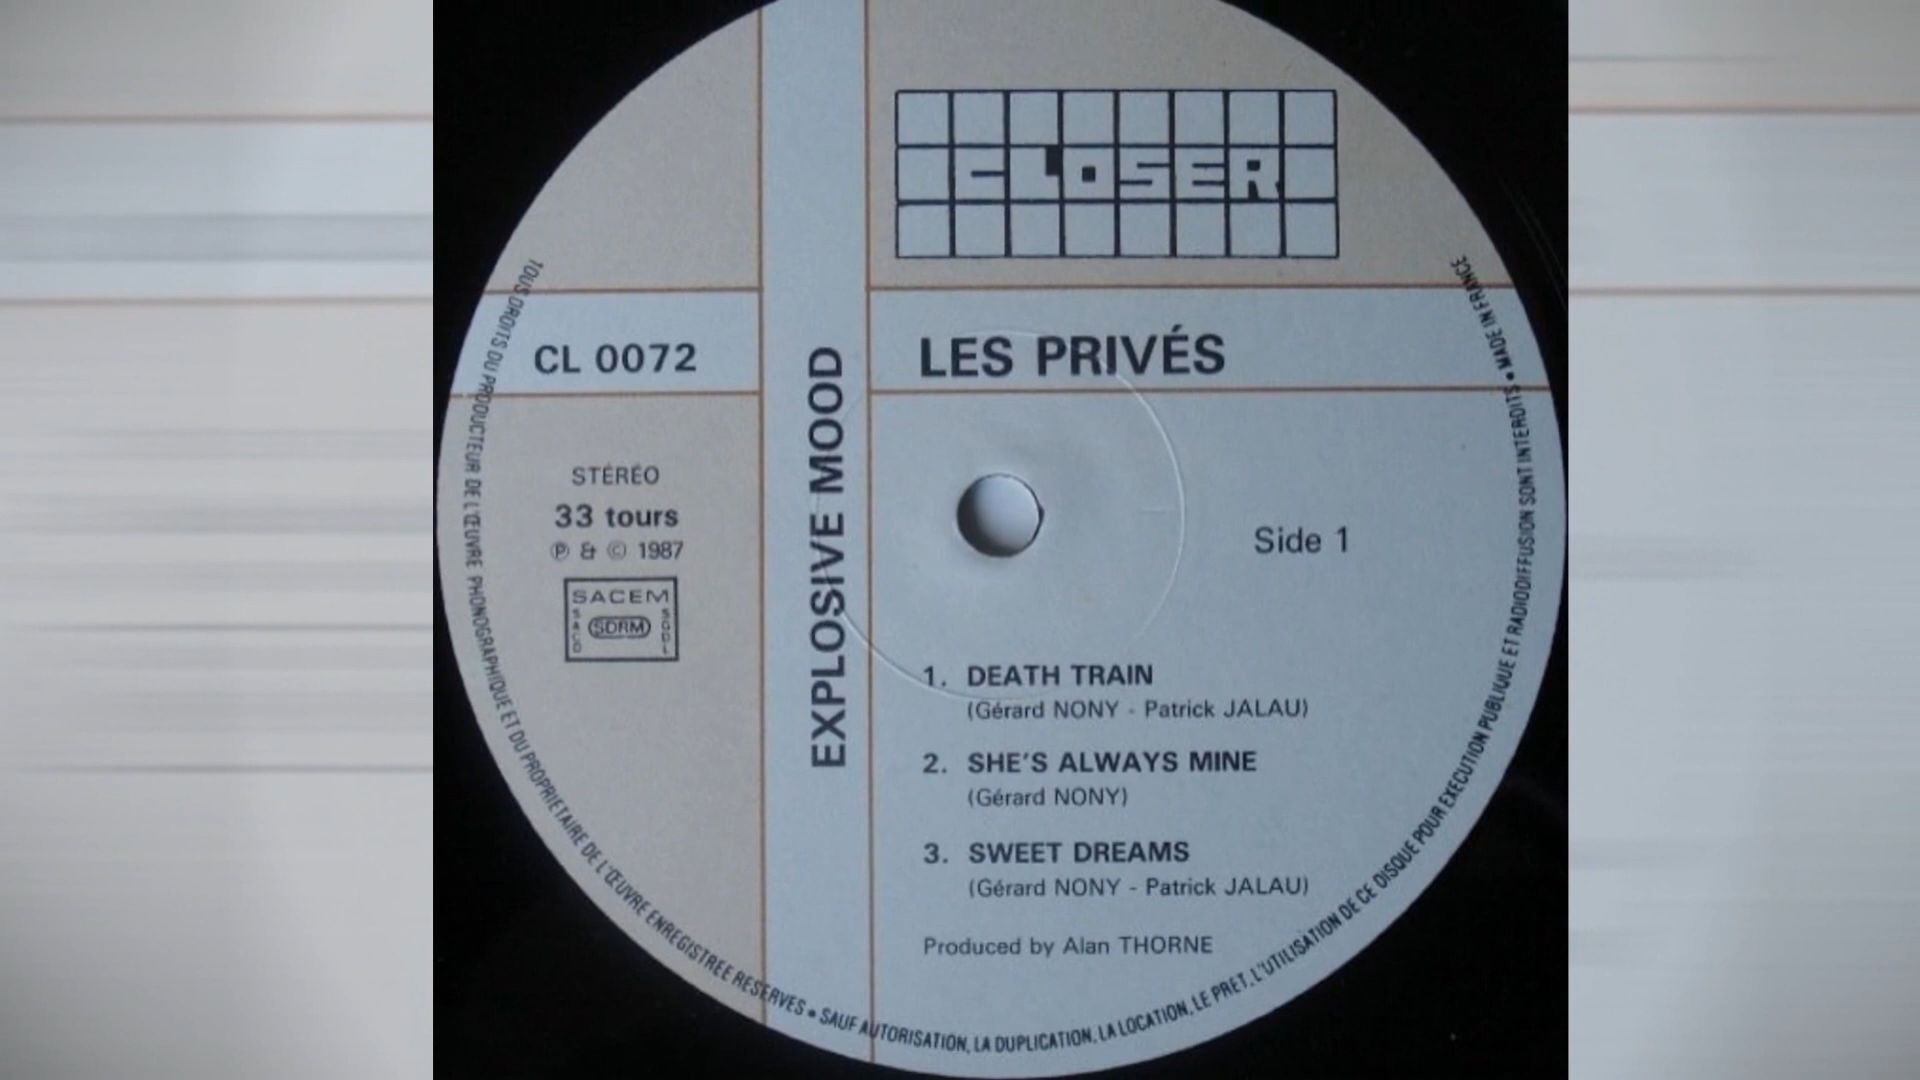 CLOSER
CL 0072
LES PRIVÉS
EXPLOSIVE MOOD
STÉRÉO
33 tours
Ⓟ & © 1987
SACEM
SACD
SDRM
SGDL
Side 1
1. DEATH TRAIN
(Gérard NONY - Patrick JALAU)
2. SHE'S ALWAYS MINE
(Gérard NONY)
3. SWEET DREAMS
(Gérard NONY - Patrick JALAU)
Produced by Alan THORNE
TOUS DROITS DU PRODUCTEUR DE L'ŒUVRE PHONOGRAPHIQUE ET DU PROPRIETAIRE DE L'ŒUVRE ENREGISTREE RESERVES • SAUF AUTORISATION, LA DUPLICATION, LA LOCATION, LE PRET, L'UTILISATION DE CE DISQUE POUR EXECUTION PUBLIQUE ET RADIODIFFUSION SONT INTERDITS • MADE IN FRANCE